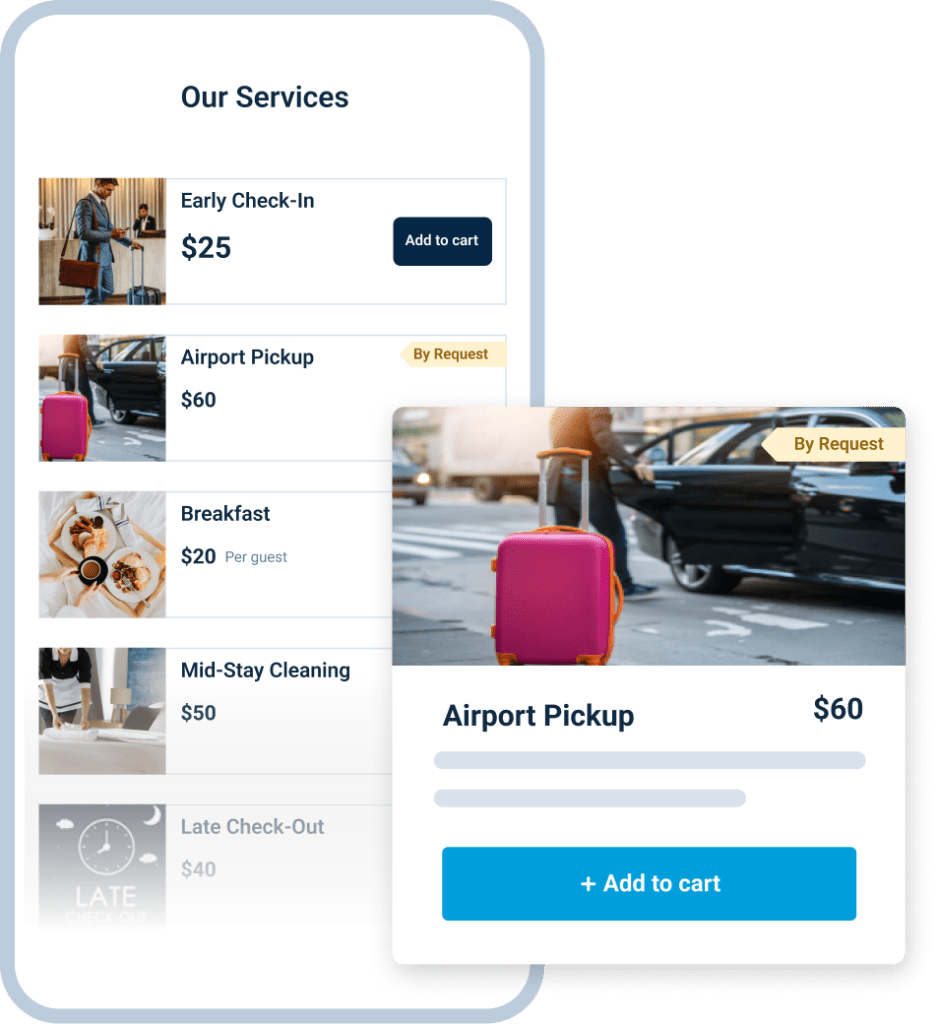 Our Services
Early Check-In
$25
Add to cart
Airport Pickup
By Request
$60
Breakfast
$20 Per guest
Mid-Stay Cleaning
$50
Late Check-Out
$40
LATE
CHECK-OUT
By Request
Airport Pickup
$60
+ Add to cart